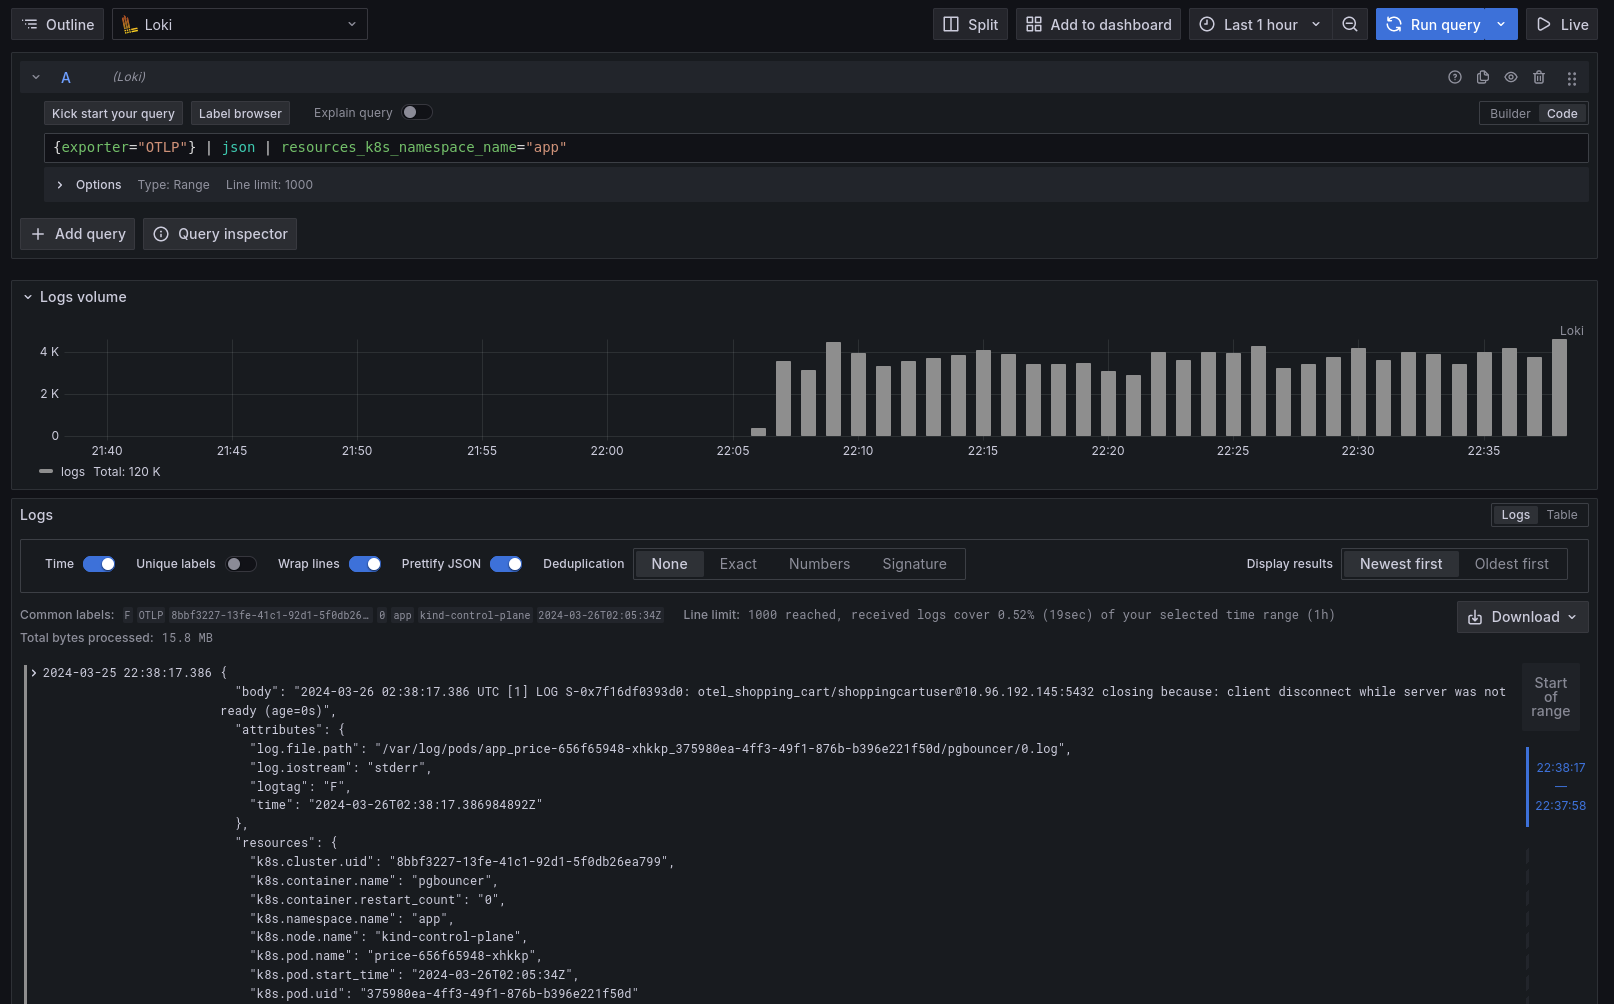 Outline Loki Split Add to dashboard Last 1 hour Run query Live
A (Loki)
Kick start your query Label browser Explain query Builder Code
{exporter="OTLP"} | json | resources_k8s_namespace_name="app"
Options Type: Range Line limit: 1000
Add query Query inspector
Logs volume
Loki
4 K
2 K
0
21:40 21:45 21:50 21:55 22:00 22:05 22:10 22:15 22:20 22:25 22:30 22:35
logs Total: 120 K
Logs Logs Table
Time Unique labels Wrap lines Prettify JSON Deduplication None Exact Numbers Signature Display results Newest first Oldest first
Common labels: F OTLP 8bbf3227-13fe-41c1-92d1-5f0db26… 0 app kind-control-plane 2024-03-26T02:05:34Z Line limit: 1000 reached, received logs cover 0.52% (19sec) of your selected time range (1h) Download
Total bytes processed: 15.8 MB
2024-03-25 22:38:17.386 {
"body": "2024-03-26 02:38:17.386 UTC [1] LOG S-0x7f16df0393d0: otel_shopping_cart/shoppingcartuser@10.96.192.145:5432 closing because: client disconnect while server was not
ready (age=0s)",
"attributes": {
"log.file.path": "/var/log/pods/app_price-656f65948-xhkkp_375980ea-4ff3-49f1-876b-b396e221f50d/pgbouncer/0.log",
"log.iostream": "stderr",
"logtag": "F",
"time": "2024-03-26T02:38:17.386984892Z"
},
"resources": {
"k8s.cluster.uid": "8bbf3227-13fe-41c1-92d1-5f0db26ea799",
"k8s.container.name": "pgbouncer",
"k8s.container.restart_count": "0",
"k8s.namespace.name": "app",
"k8s.node.name": "kind-control-plane",
"k8s.pod.name": "price-656f65948-xhkkp",
"k8s.pod.start_time": "2024-03-26T02:05:34Z",
"k8s.pod.uid": "375980ea-4ff3-49f1-876b-b396e221f50d"
Start
of
range
22:38:17
—
22:37:58